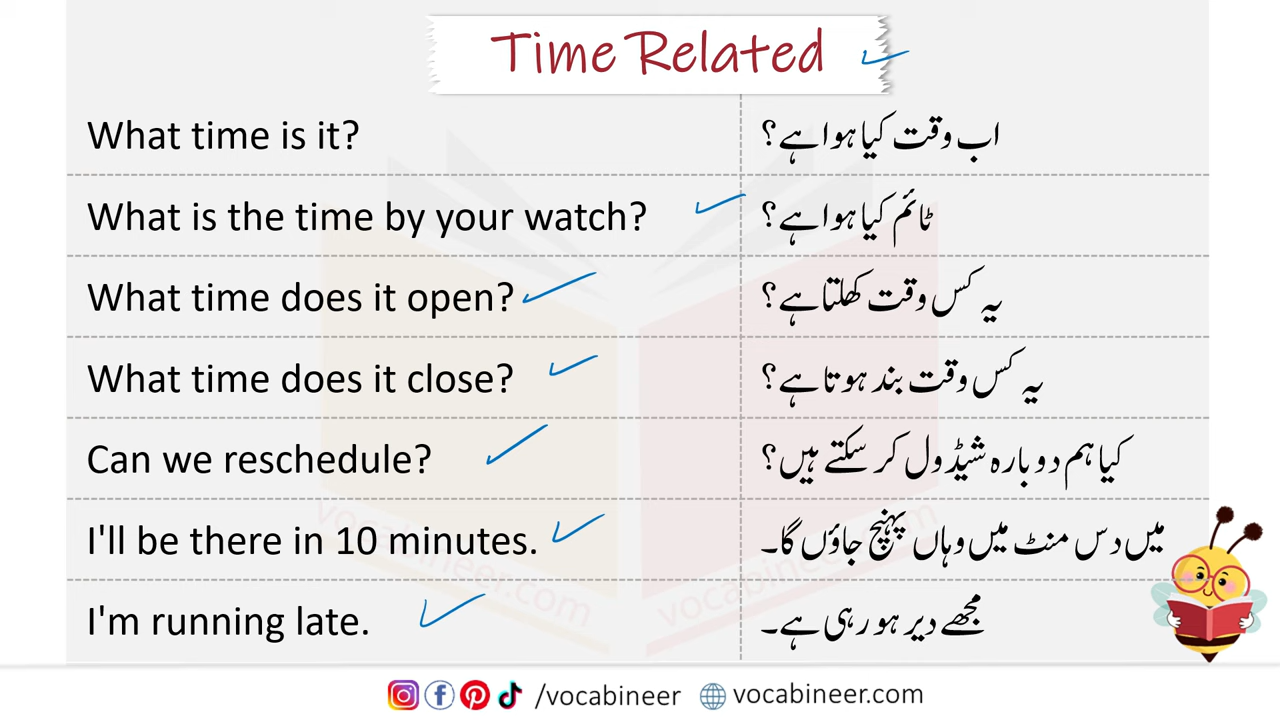 Time Related
What time is it?
اب وقت کیا ہوا ہے؟
What is the time by your watch?
ٹائم کیا ہوا ہے؟
What time does it open?
یہ کس وقت کھلتا ہے؟
What time does it close?
یہ کس وقت بند ہوتا ہے؟
Can we reschedule?
کیا ہم دوبارہ شیڈول کر سکتے ہیں؟
I'll be there in 10 minutes.
میں دس منٹ میں وہاں پہنچ جاؤں گا۔
I'm running late.
مجھے دیر ہو رہی ہے۔
vocabineer.com
vocabineer.com
/vocabineer vocabineer.com